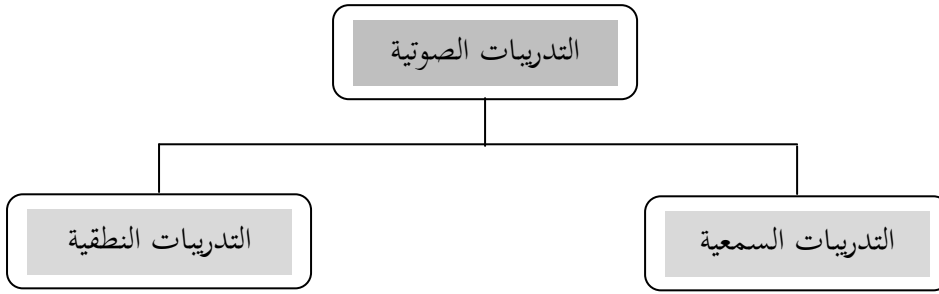 التدريبات الصوتية
التدريبات السمعية
التدريبات النطقية